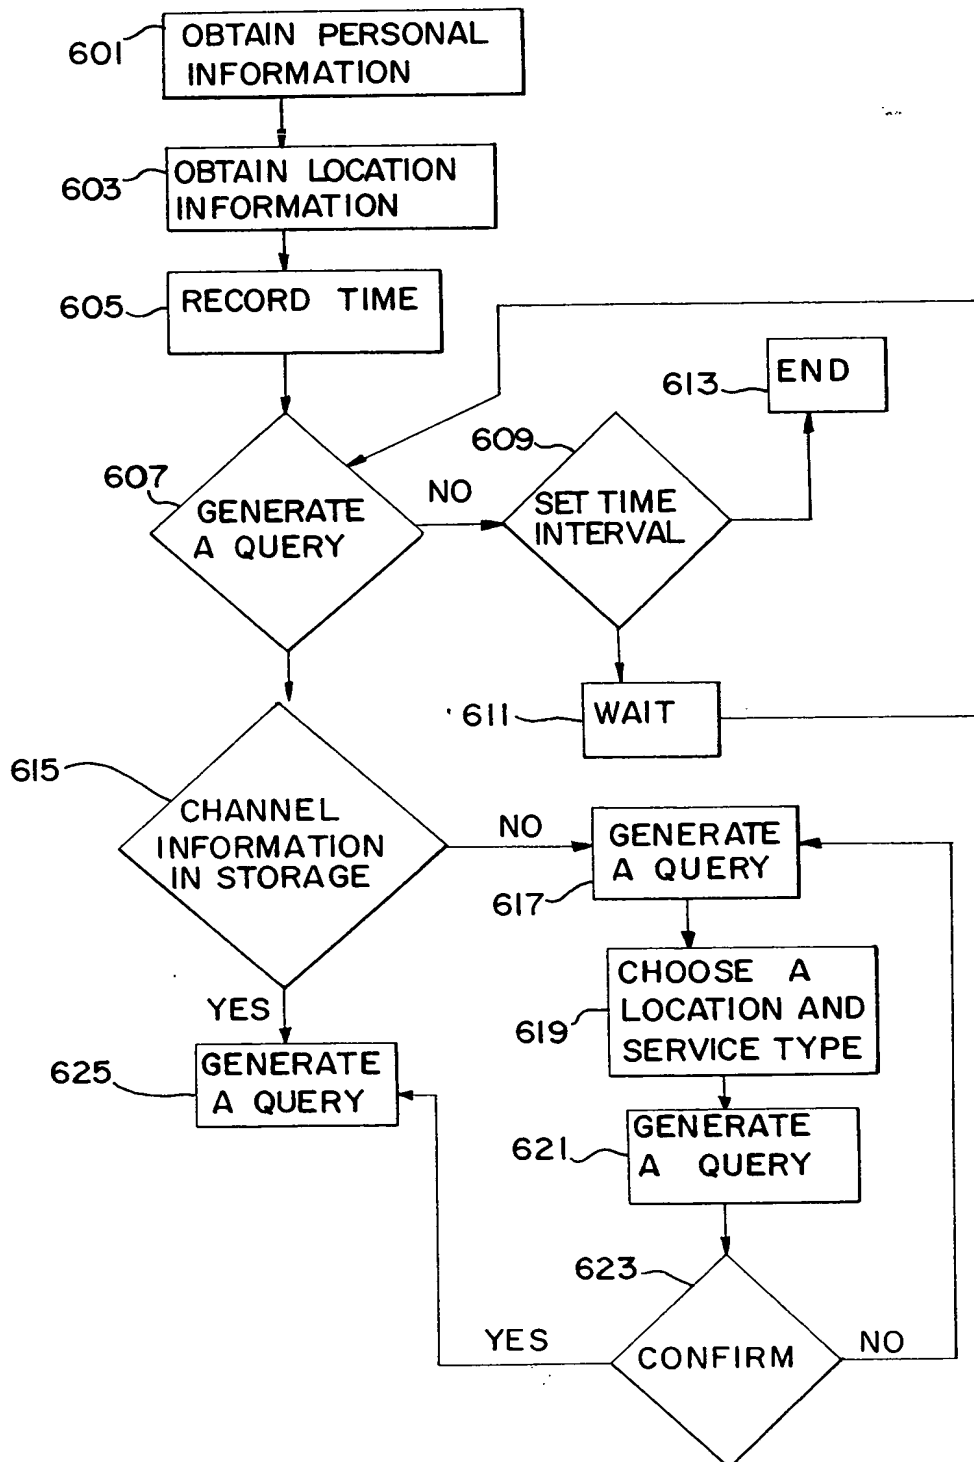 601
OBTAIN PERSONAL
INFORMATION
603
OBTAIN LOCATION
INFORMATION
605
RECORD TIME
613
END
607
GENERATE
A QUERY
NO
609
SET TIME
INTERVAL
611
WAIT
615
CHANNEL
INFORMATION
IN STORAGE
NO
617
GENERATE
A QUERY
619
CHOOSE A
LOCATION AND
SERVICE TYPE
YES
625
GENERATE
A QUERY
621
GENERATE
A QUERY
623
CONFIRM
YES
NO